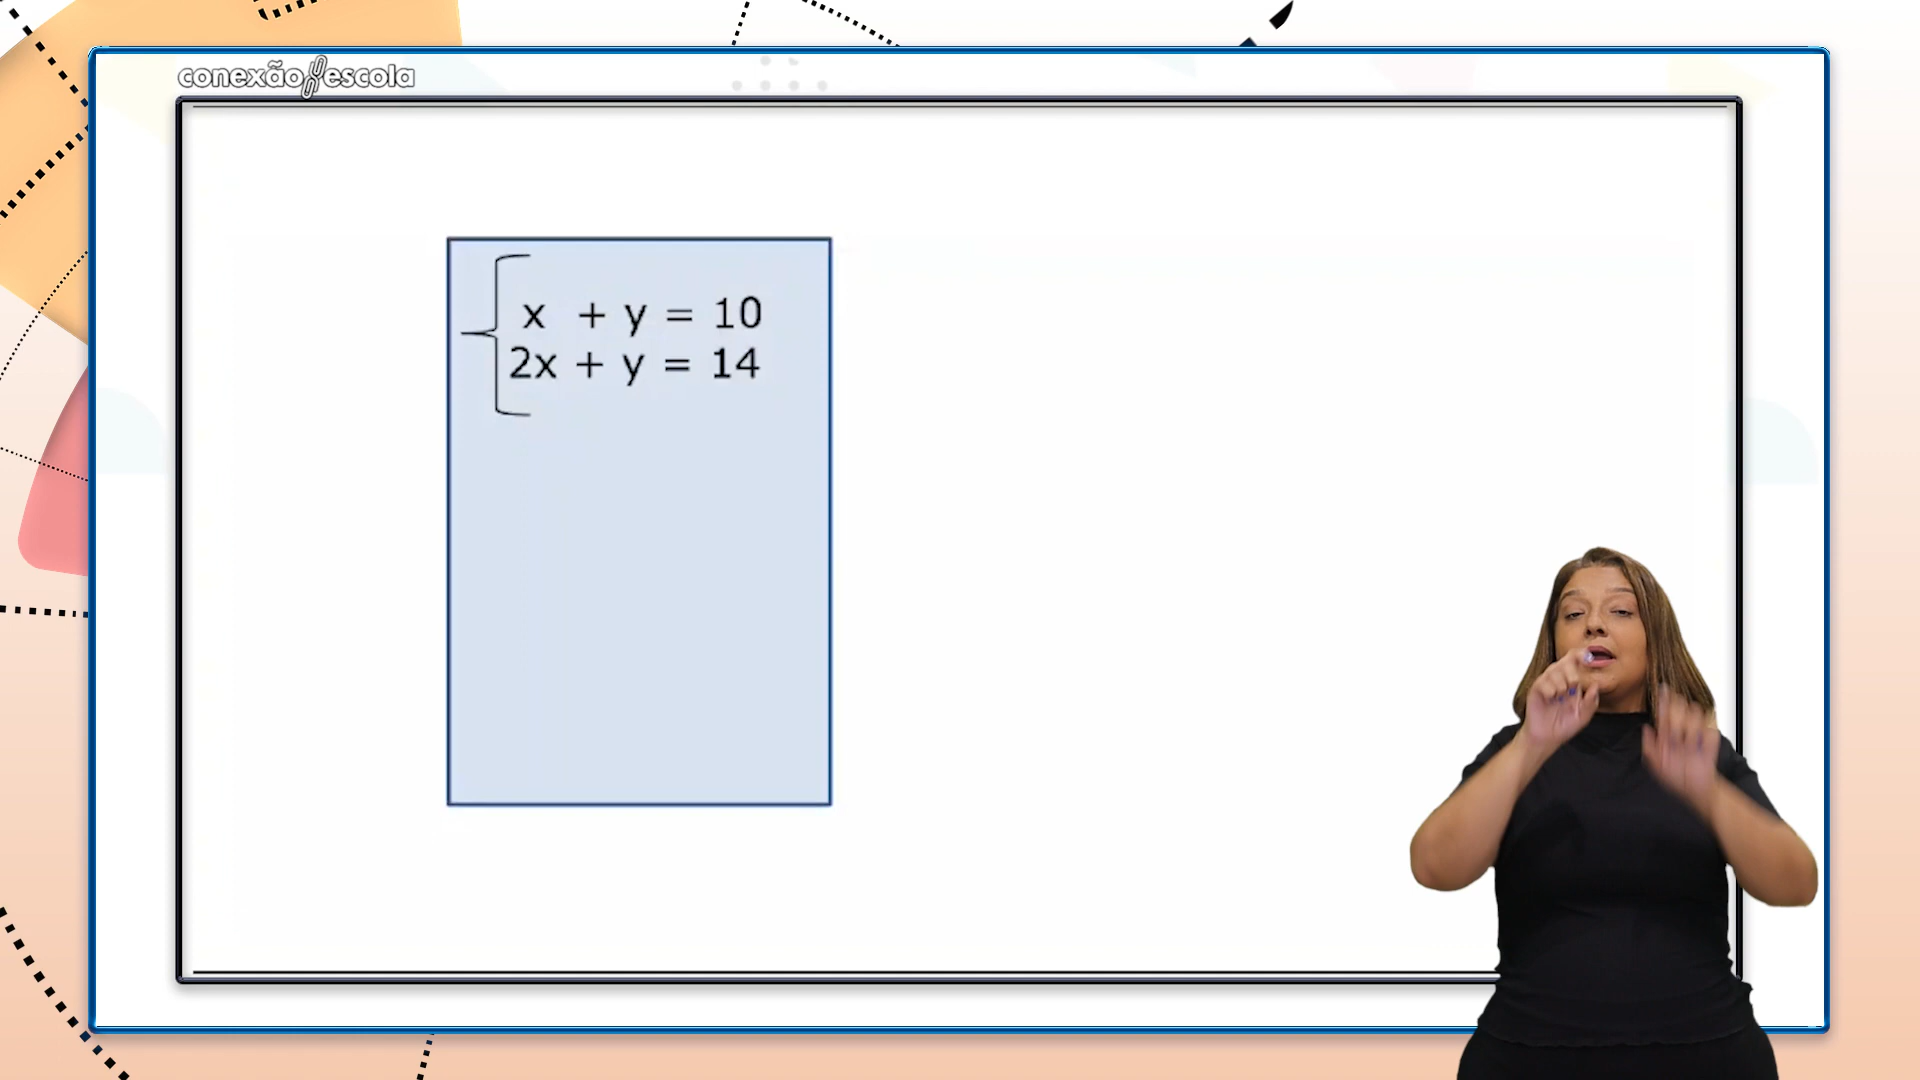 conexão escola
x + y = 10
2x + y = 14